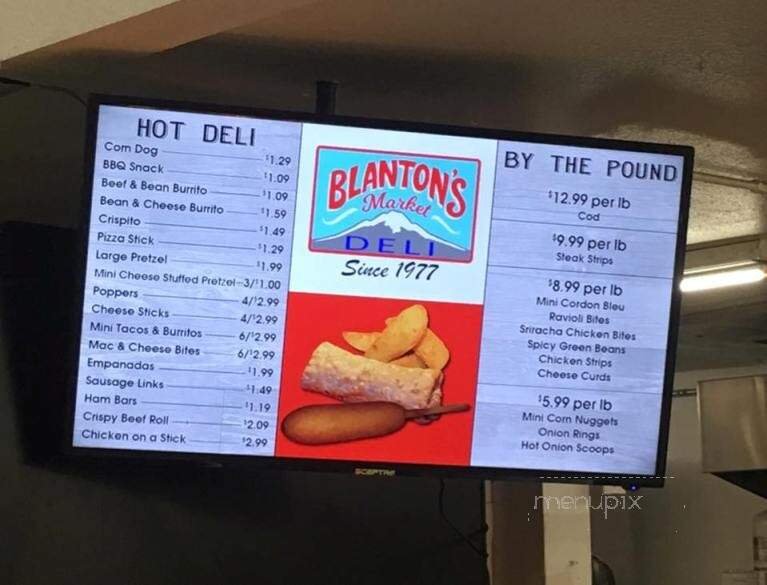 HOT DELI
Corn Dog $1.29
BBQ Snack $1.09
Beef & Bean Burrito $1.09
Bean & Cheese Burrito $1.59
Crispito $1.49
Pizza Stick $1.29
Large Pretzel $1.99
Mini Cheese Stuffed Pretzel 3/$1.00
Poppers 4/$2.99
Cheese Sticks 4/$2.99
Mini Tacos & Burritos 6/$2.99
Mac & Cheese Bites 6/$2.99
Empanadas $1.99
Sausage Links $1.49
Ham Bars $1.19
Crispy Beef Roll $2.09
Chicken on a Stick $2.99
BLANTON'S
Market
DELI
Since 1977
BY THE POUND
$12.99 per lb
Cod
$9.99 per lb
Steak Strips
$8.99 per lb
Mini Cordon Bleu
Ravioli Bites
Sriracha Chicken Bites
Spicy Green Beans
Chicken Strips
Cheese Curds
$5.99 per lb
Mini Corn Nuggets
Onion Rings
Hot Onion Scoops
SCEPTRE
menupix